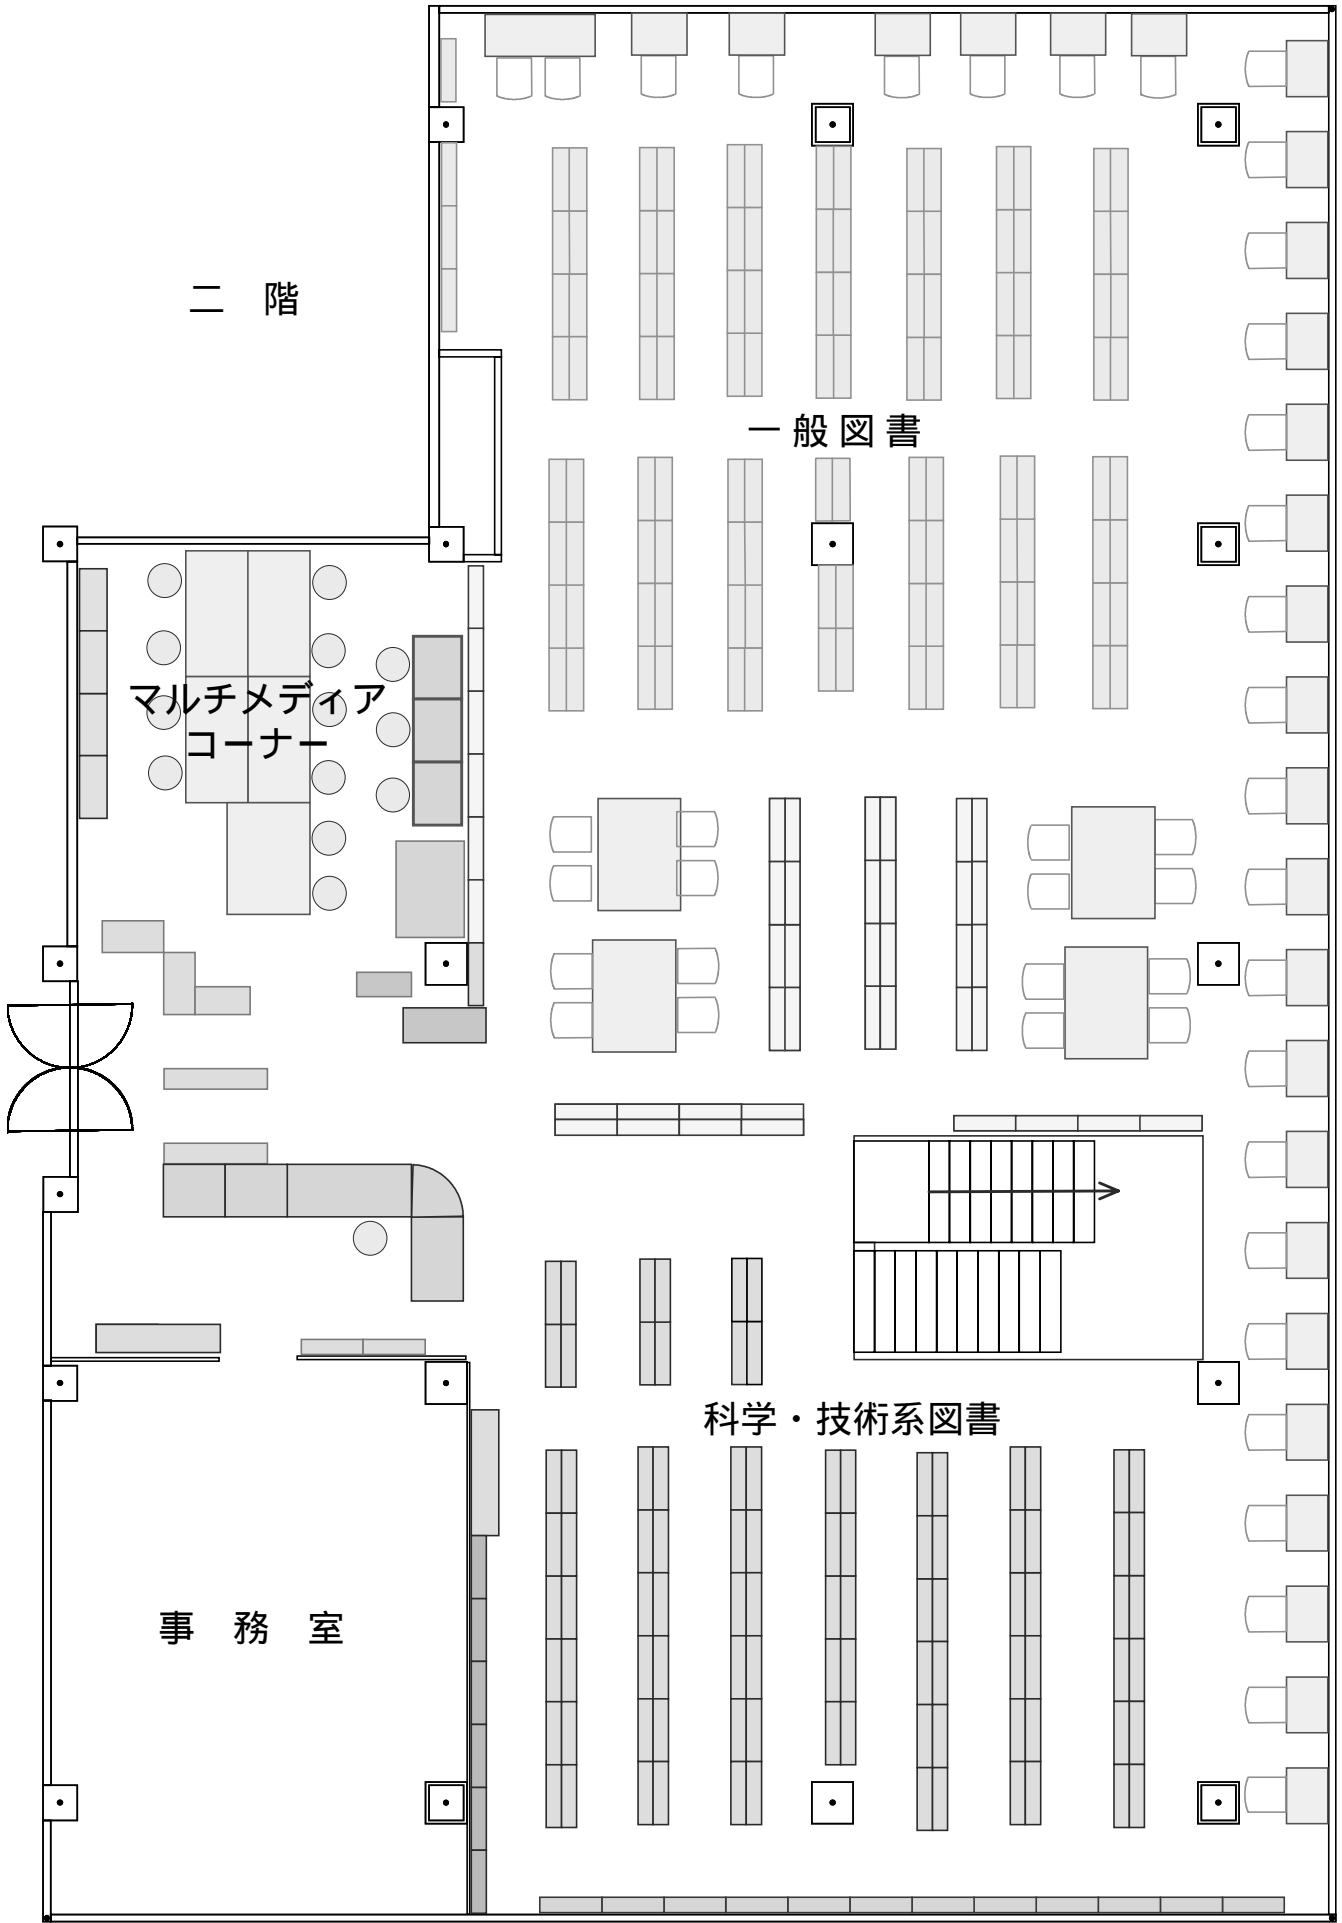 二 階
一般図書
マルチメディア
コーナー
科学・技術系図書
事 務 室